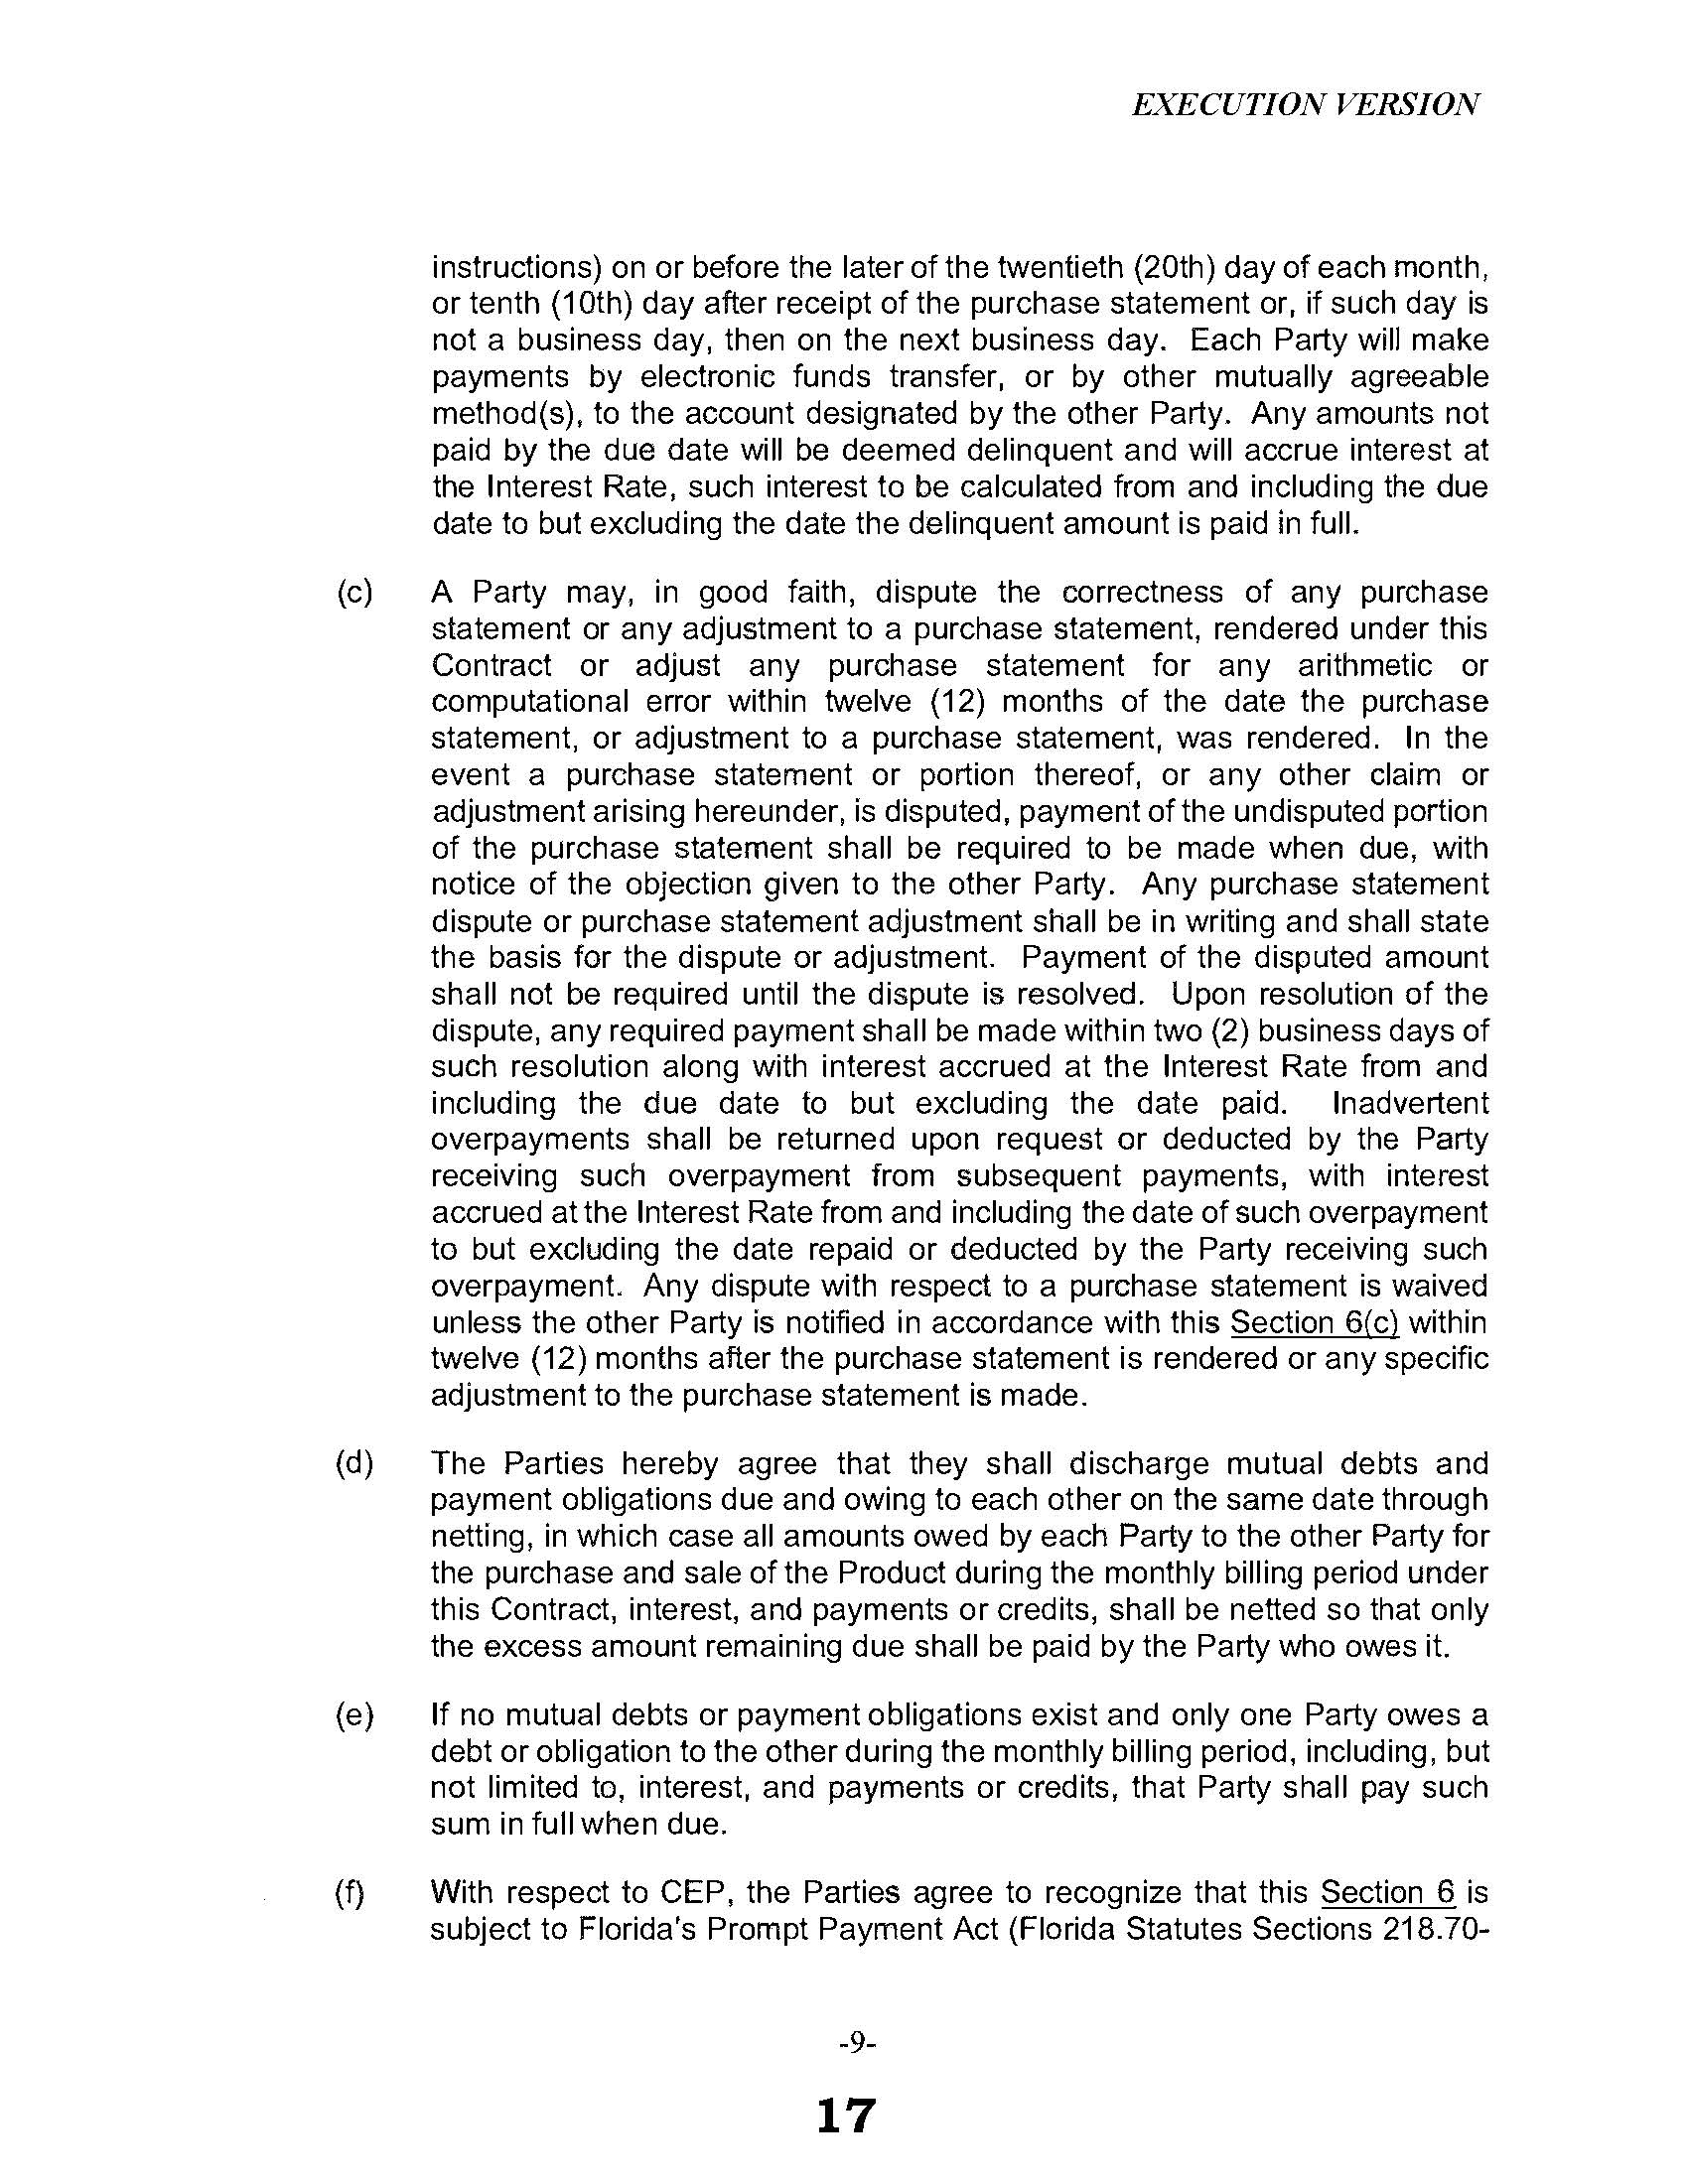 EXECUTION VERSION
instructions) on or before the later of the twentieth (20th) day of each month,
or tenth (10th) day after receipt of the purchase statement or, if such day is
not a business day, then on the next business day. Each Party will make
payments by electronic funds transfer, or by other mutually agreeable
method(s), to the account designated by the other Party. Any amounts not
paid by the due date will be deemed delinquent and will accrue interest at
the Interest Rate, such interest to be calculated from and including the due
date to but excluding the date the delinquent amount is paid in full.
(c) A Party may, in good faith, dispute the correctness of any purchase
statement or any adjustment to a purchase statement, rendered under this
Contract or adjust any purchase statement for any arithmetic or
computational error within twelve (12) months of the date the purchase
statement, or adjustment to a purchase statement, was rendered. In the
event a purchase statement or portion thereof, or any other claim or
adjustment arising hereunder, is disputed, payment of the undisputed portion
of the purchase statement shall be required to be made when due, with
notice of the objection given to the other Party. Any purchase statement
dispute or purchase statement adjustment shall be in writing and shall state
the basis for the dispute or adjustment. Payment of the disputed amount
shall not be required until the dispute is resolved. Upon resolution of the
dispute, any required payment shall be made within two (2) business days of
such resolution along with interest accrued at the Interest Rate from and
including the due date to but excluding the date paid. Inadvertent
overpayments shall be returned upon request or deducted by the Party
receiving such overpayment from subsequent payments, with interest
accrued at the Interest Rate from and including the date of such overpayment
to but excluding the date repaid or deducted by the Party receiving such
overpayment. Any dispute with respect to a purchase statement is waived
unless the other Party is notified in accordance with this Section 6(c) within
twelve (12) months after the purchase statement is rendered or any specific
adjustment to the purchase statement is made.
(d) The Parties hereby agree that they shall discharge mutual debts and
payment obligations due and owing to each other on the same date through
netting, in which case all amounts owed by each Party to the other Party for
the purchase and sale of the Product during the monthly billing period under
this Contract, interest, and payments or credits, shall be netted so that only
the excess amount remaining due shall be paid by the Party who owes it.
(e) If no mutual debts or payment obligations exist and only one Party owes a
debt or obligation to the other during the monthly billing period, including, but
not limited to, interest, and payments or credits, that Party shall pay such
sum in full when due.
(f) With respect to CEP, the Parties agree to recognize that this Section 6 is
subject to Florida's Prompt Payment Act (Florida Statutes Sections 218.70-
-9-
17